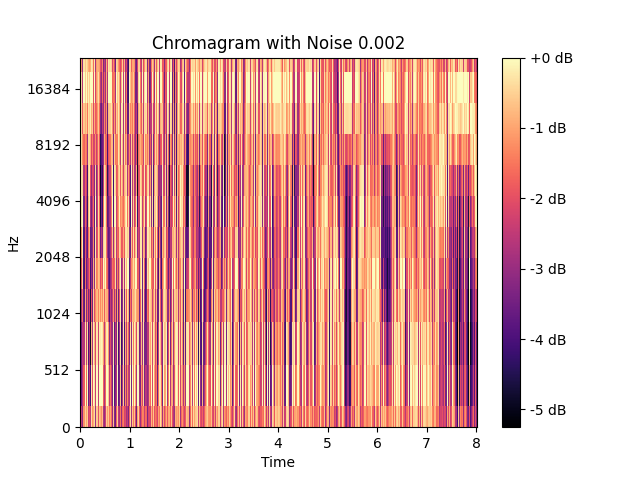 Chromagram with Noise 0.002
Hz
16384
8192
4096
2048
1024
512
0
0 1 2 3 4 5 6 7 8
Time
+0 dB
-1 dB
-2 dB
-3 dB
-4 dB
-5 dB